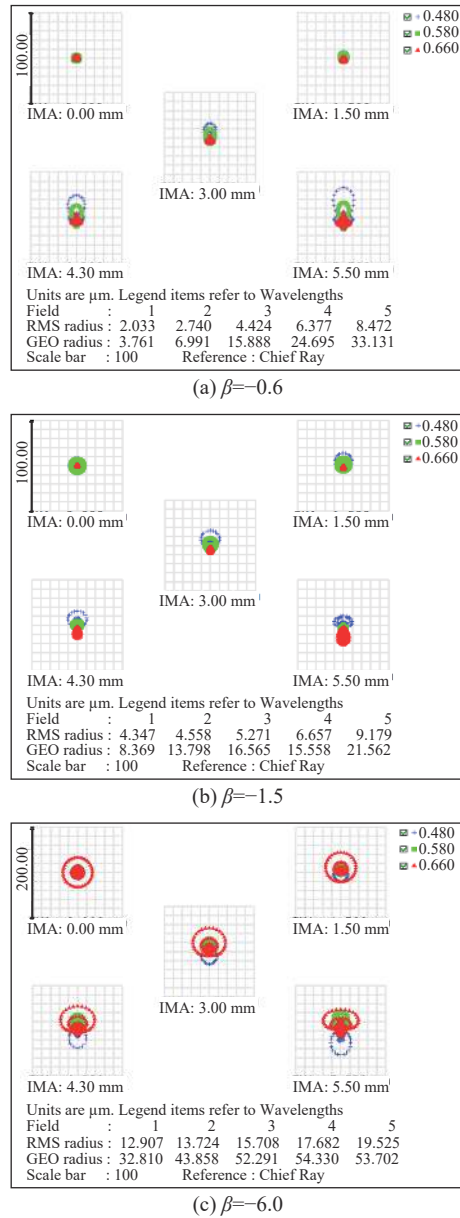 100.00
0.480
0.580
0.660
IMA: 0.00 mm
IMA: 1.50 mm
IMA: 3.00 mm
IMA: 4.30 mm
IMA: 5.50 mm
Units are µm. Legend items refer to Wavelengths
Field : 1 2 3 4 5
RMS radius : 2.033 2.740 4.424 6.377 8.472
GEO radius : 3.761 6.991 15.888 24.695 33.131
Scale bar : 100 Reference : Chief Ray
(a) β=−0.6
100.00
0.480
0.580
0.660
IMA: 0.00 mm
IMA: 1.50 mm
IMA: 3.00 mm
IMA: 4.30 mm
IMA: 5.50 mm
Units are µm. Legend items refer to Wavelengths
Field : 1 2 3 4 5
RMS radius : 4.347 4.558 5.271 6.657 9.179
GEO radius : 8.369 13.798 16.565 15.558 21.562
Scale bar : 100 Reference : Chief Ray
(b) β=−1.5
200.00
0.480
0.580
0.660
IMA: 0.00 mm
IMA: 1.50 mm
IMA: 3.00 mm
IMA: 4.30 mm
IMA: 5.50 mm
Units are µm. Legend items refer to Wavelengths
Field : 1 2 3 4 5
RMS radius : 12.907 13.724 15.708 17.682 19.525
GEO radius : 32.810 43.858 52.291 54.330 53.702
Scale bar : 100 Reference : Chief Ray
(c) β=−6.0